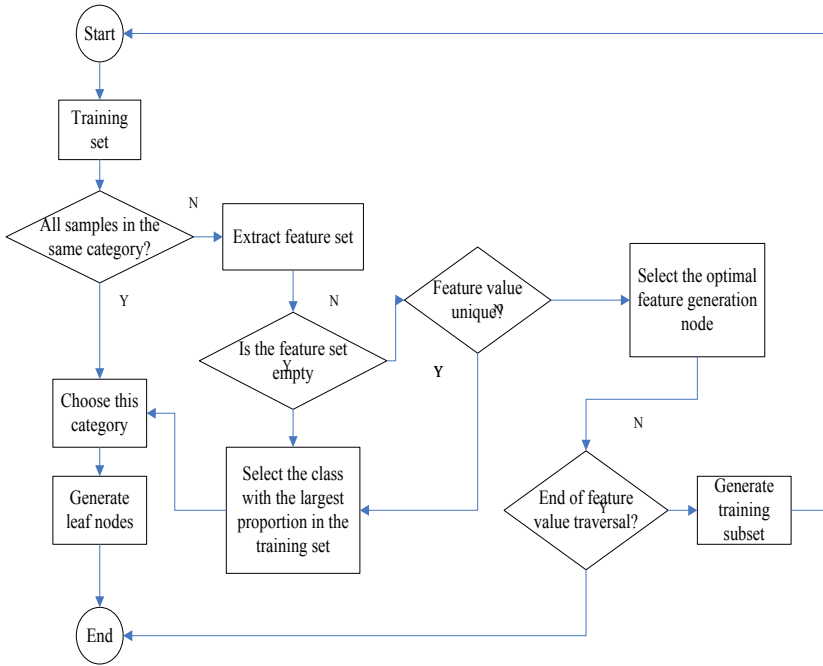 Start
Training
set
All samples in the
same category?
N
Y
Extract feature set
N
Is the feature set
empty
Y
Feature value
unique?
N
Y
Select the optimal
feature generation
node
N
Choose this
category
Generate
leaf nodes
Select the class
with the largest
proportion in the
training set
End of feature
value traversal?
Y
Generate
training
subset
End